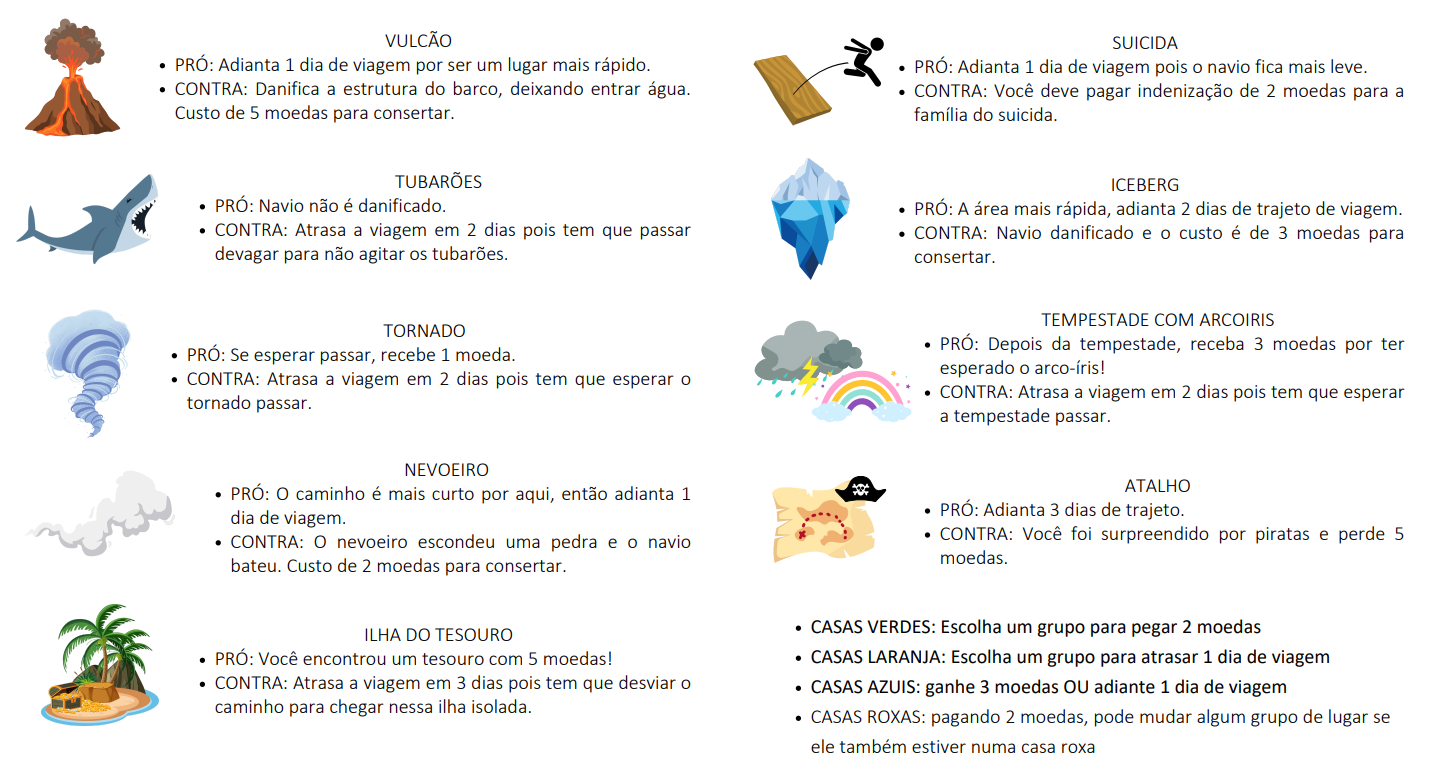 VULCÃO
• PRÓ: Adianta 1 dia de viagem por ser um lugar mais rápido.
• CONTRA: Danifica a estrutura do barco, deixando entrar água.
Custo de 5 moedas para consertar.
TUBARÕES
• PRÓ: Navio não é danificado.
• CONTRA: Atrasa a viagem em 2 dias pois tem que passar
devagar para não agitar os tubarões.
TORNADO
• PRÓ: Se esperar passar, recebe 1 moeda.
• CONTRA: Atrasa a viagem em 2 dias pois tem que esperar o
tornado passar.
NEVOEIRO
• PRÓ: O caminho é mais curto por aqui, então adianta 1
dia de viagem.
• CONTRA: O nevoeiro escondeu uma pedra e o navio
bateu. Custo de 2 moedas para consertar.
ILHA DO TESOURO
• PRÓ: Você encontrou um tesouro com 5 moedas!
• CONTRA: Atrasa a viagem em 3 dias pois tem que desviar o
caminho para chegar nessa ilha isolada.
SUICIDA
• PRÓ: Adianta 1 dia de viagem pois o navio fica mais leve.
• CONTRA: Você deve pagar indenização de 2 moedas para a
família do suicida.
ICEBERG
• PRÓ: A área mais rápida, adianta 2 dias de trajeto de viagem.
• CONTRA: Navio danificado e o custo é de 3 moedas para
consertar.
TEMPESTADE COM ARCOIRIS
• PRÓ: Depois da tempestade, receba 3 moedas por ter
esperado o arco-íris!
• CONTRA: Atrasa a viagem em 2 dias pois tem que esperar
a tempestade passar.
ATALHO
• PRÓ: Adianta 3 dias de trajeto.
• CONTRA: Você foi surpreendido por piratas e perde 5
moedas.
• CASAS VERDES: Escolha um grupo para pegar 2 moedas
• CASAS LARANJA: Escolha um grupo para atrasar 1 dia de viagem
• CASAS AZUIS: ganhe 3 moedas OU adiante 1 dia de viagem
• CASAS ROXAS: pagando 2 moedas, pode mudar algum grupo de lugar se
ele também estiver numa casa roxa